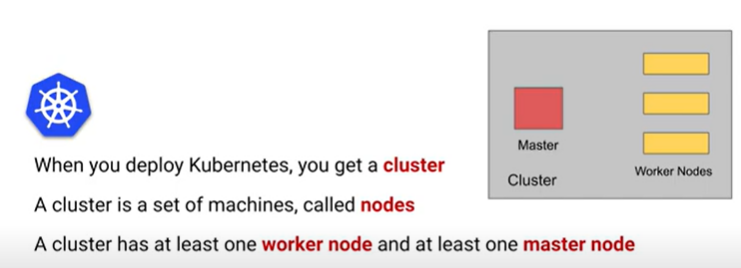 Master
Cluster
Worker Nodes
When you deploy Kubernetes, you get a cluster
A cluster is a set of machines, called nodes
A cluster has at least one worker node and at least one master node